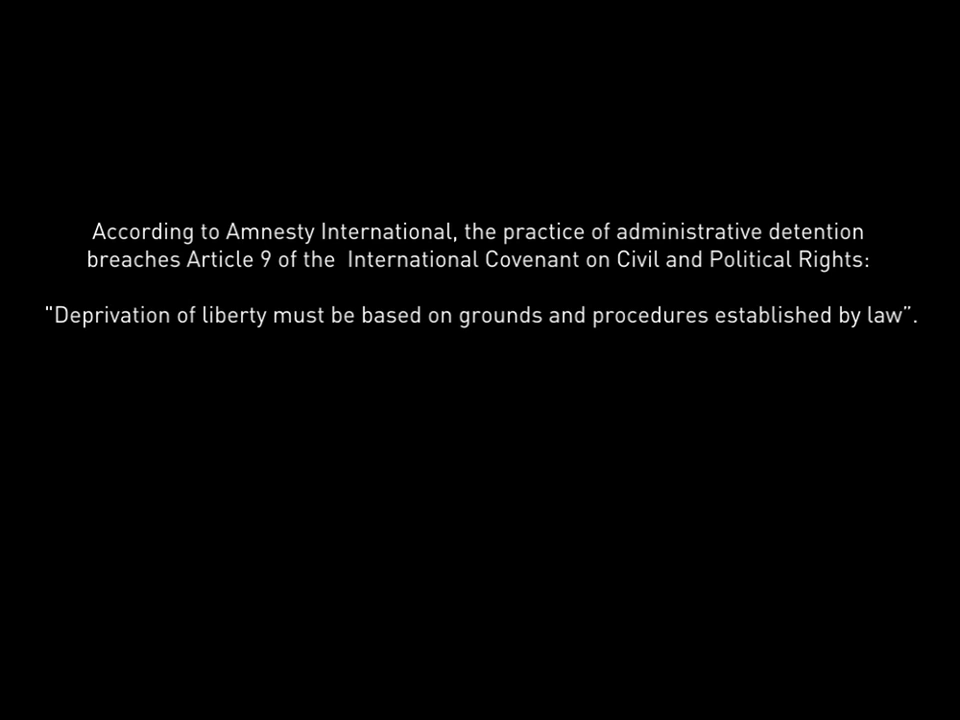 According to Amnesty International, the practice of administrative detention
breaches Article 9 of the  International Covenant on Civil and Political Rights:
"Deprivation of liberty must be based on grounds and procedures established by law”.